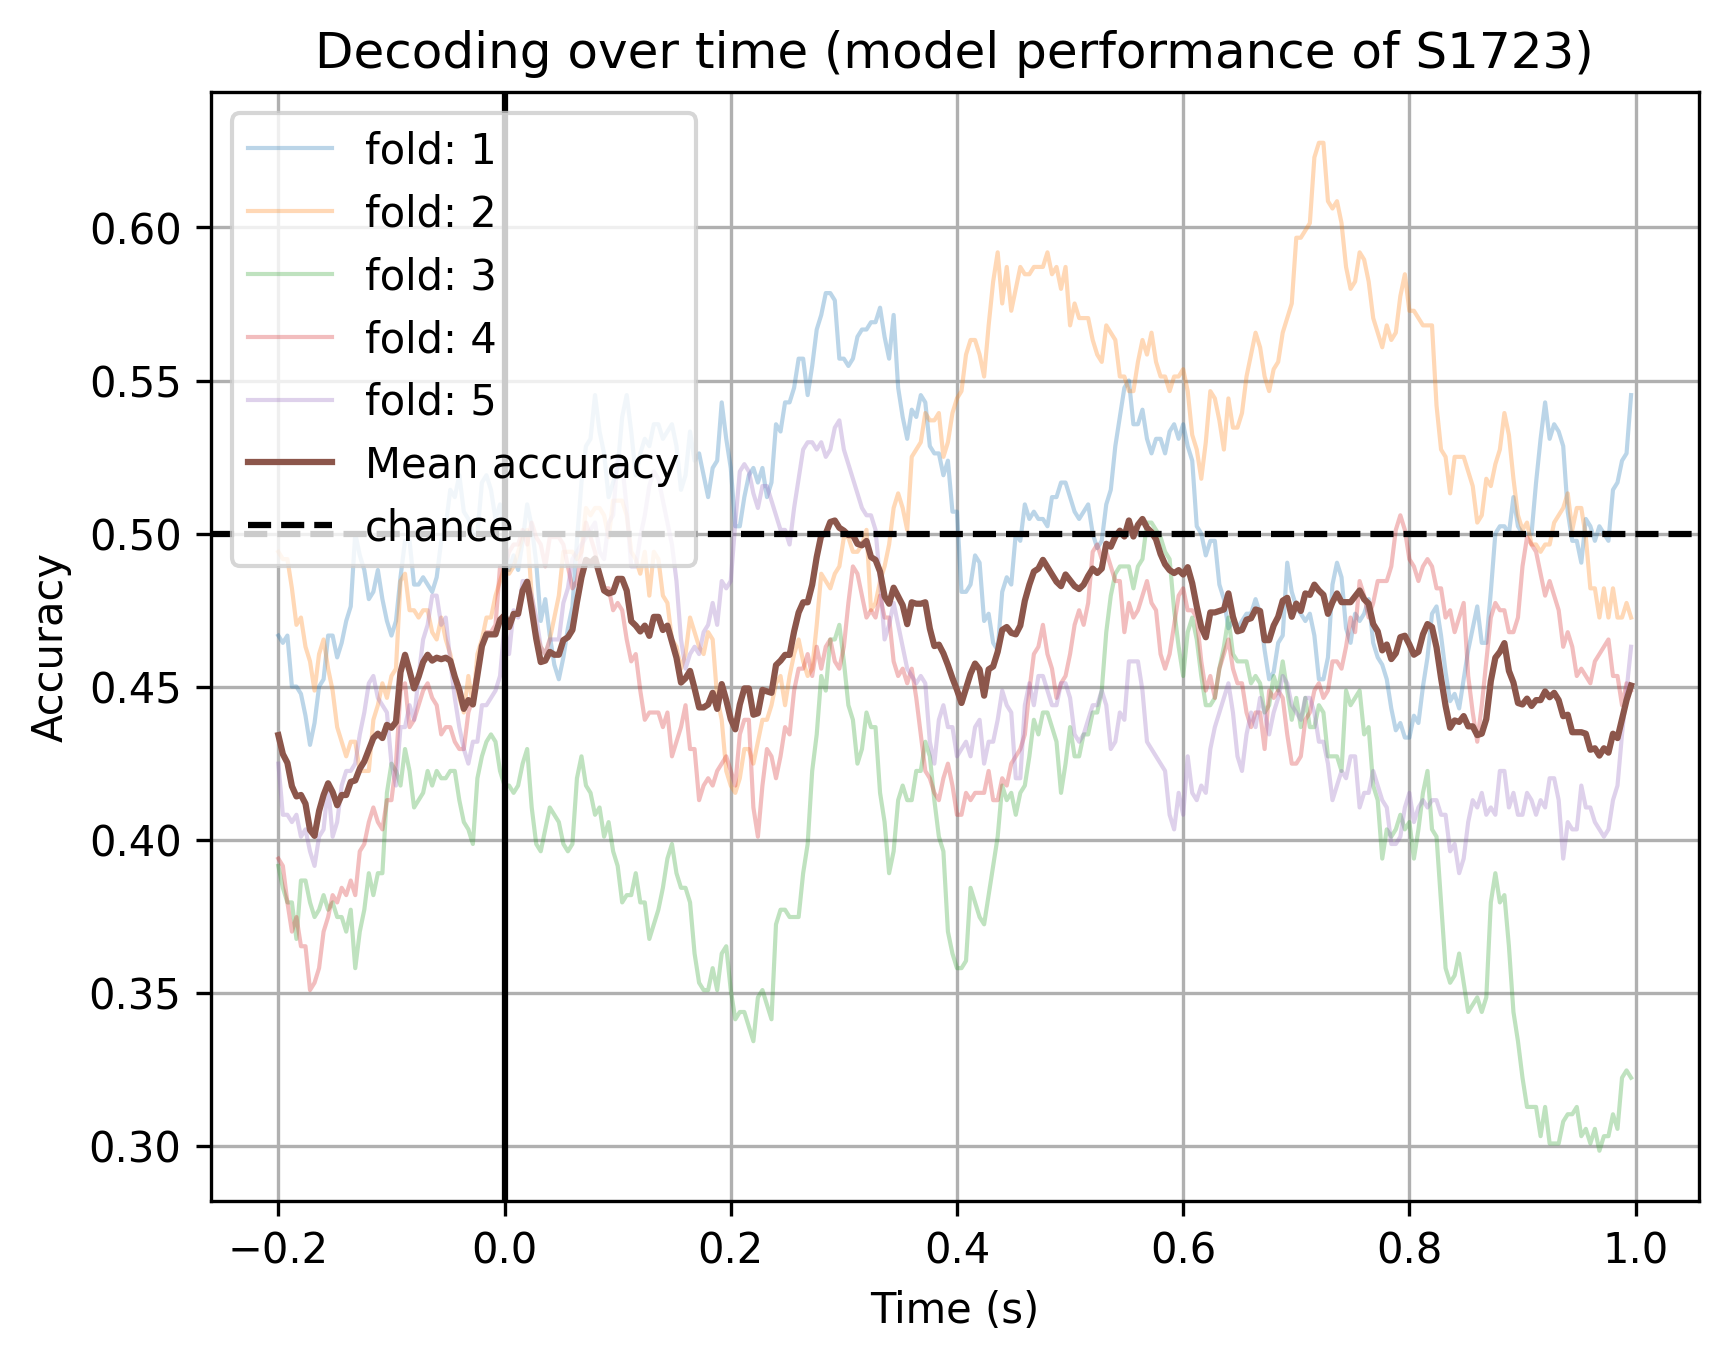 Decoding over time (model performance of S1723)
fold: 1
fold: 2
fold: 3
fold: 4
fold: 5
Mean accuracy
chance
0.60
0.55
0.50
0.45
0.40
0.35
0.30
Accuracy
−0.2 0.0 0.2 0.4 0.6 0.8 1.0
Time (s)